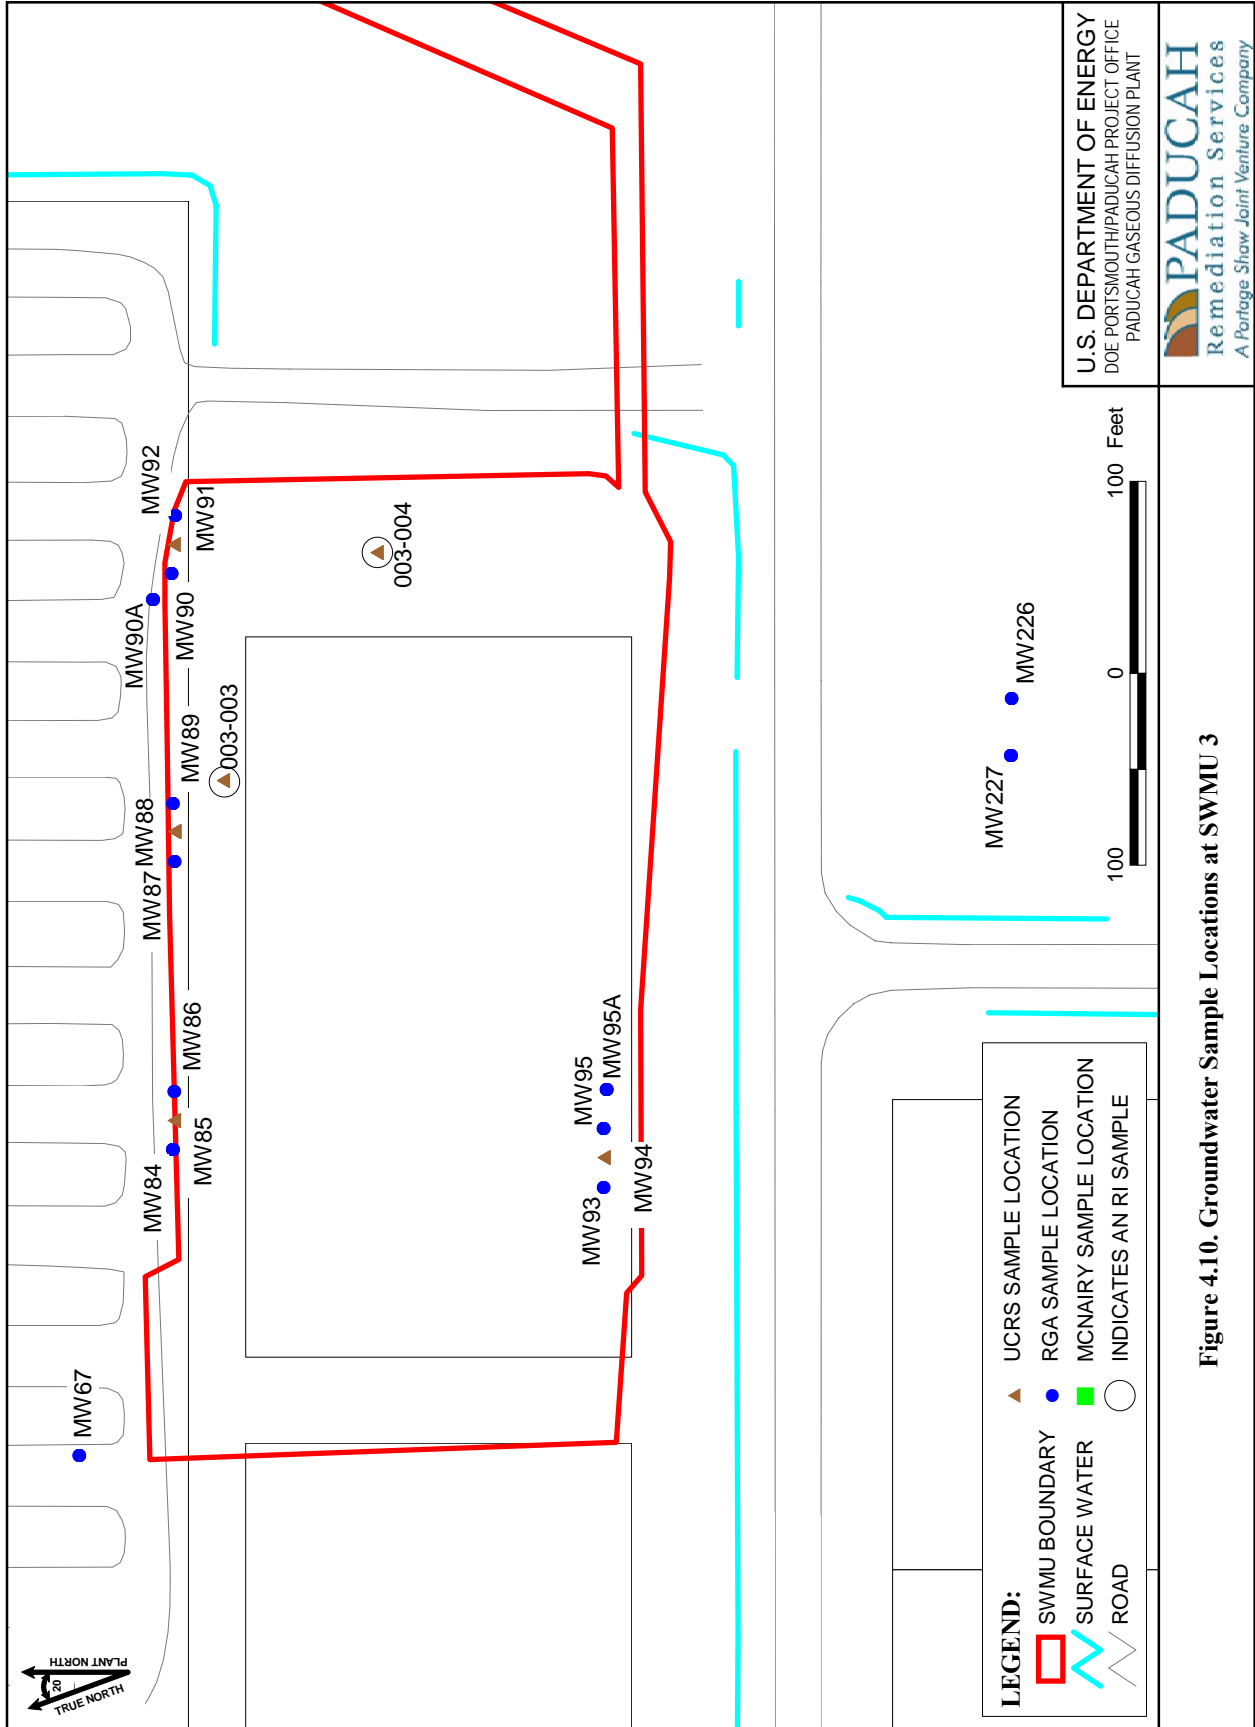 MW67
MW84
MW85
MW86
MW87
MW88
MW89
MW90A
MW90
MW91
MW92
003-003
003-004
MW93
MW94
MW95
MW95A
MW227
MW226
PLANT NORTH
20
TRUE NORTH
LEGEND:
SWMU BOUNDARY
SURFACE WATER
ROAD
UCRS SAMPLE LOCATION
RGA SAMPLE LOCATION
MCNAIRY SAMPLE LOCATION
INDICATES AN RI SAMPLE
100 0 100 Feet
U.S. DEPARTMENT OF ENERGY
DOE PORTSMOUTH/PADUCAH PROJECT OFFICE
PADUCAH GASEOUS DIFFUSION PLANT
PADUCAH
Remediation Services
A Portage Shaw Joint Venture Company
Figure 4.10. Groundwater Sample Locations at SWMU 3